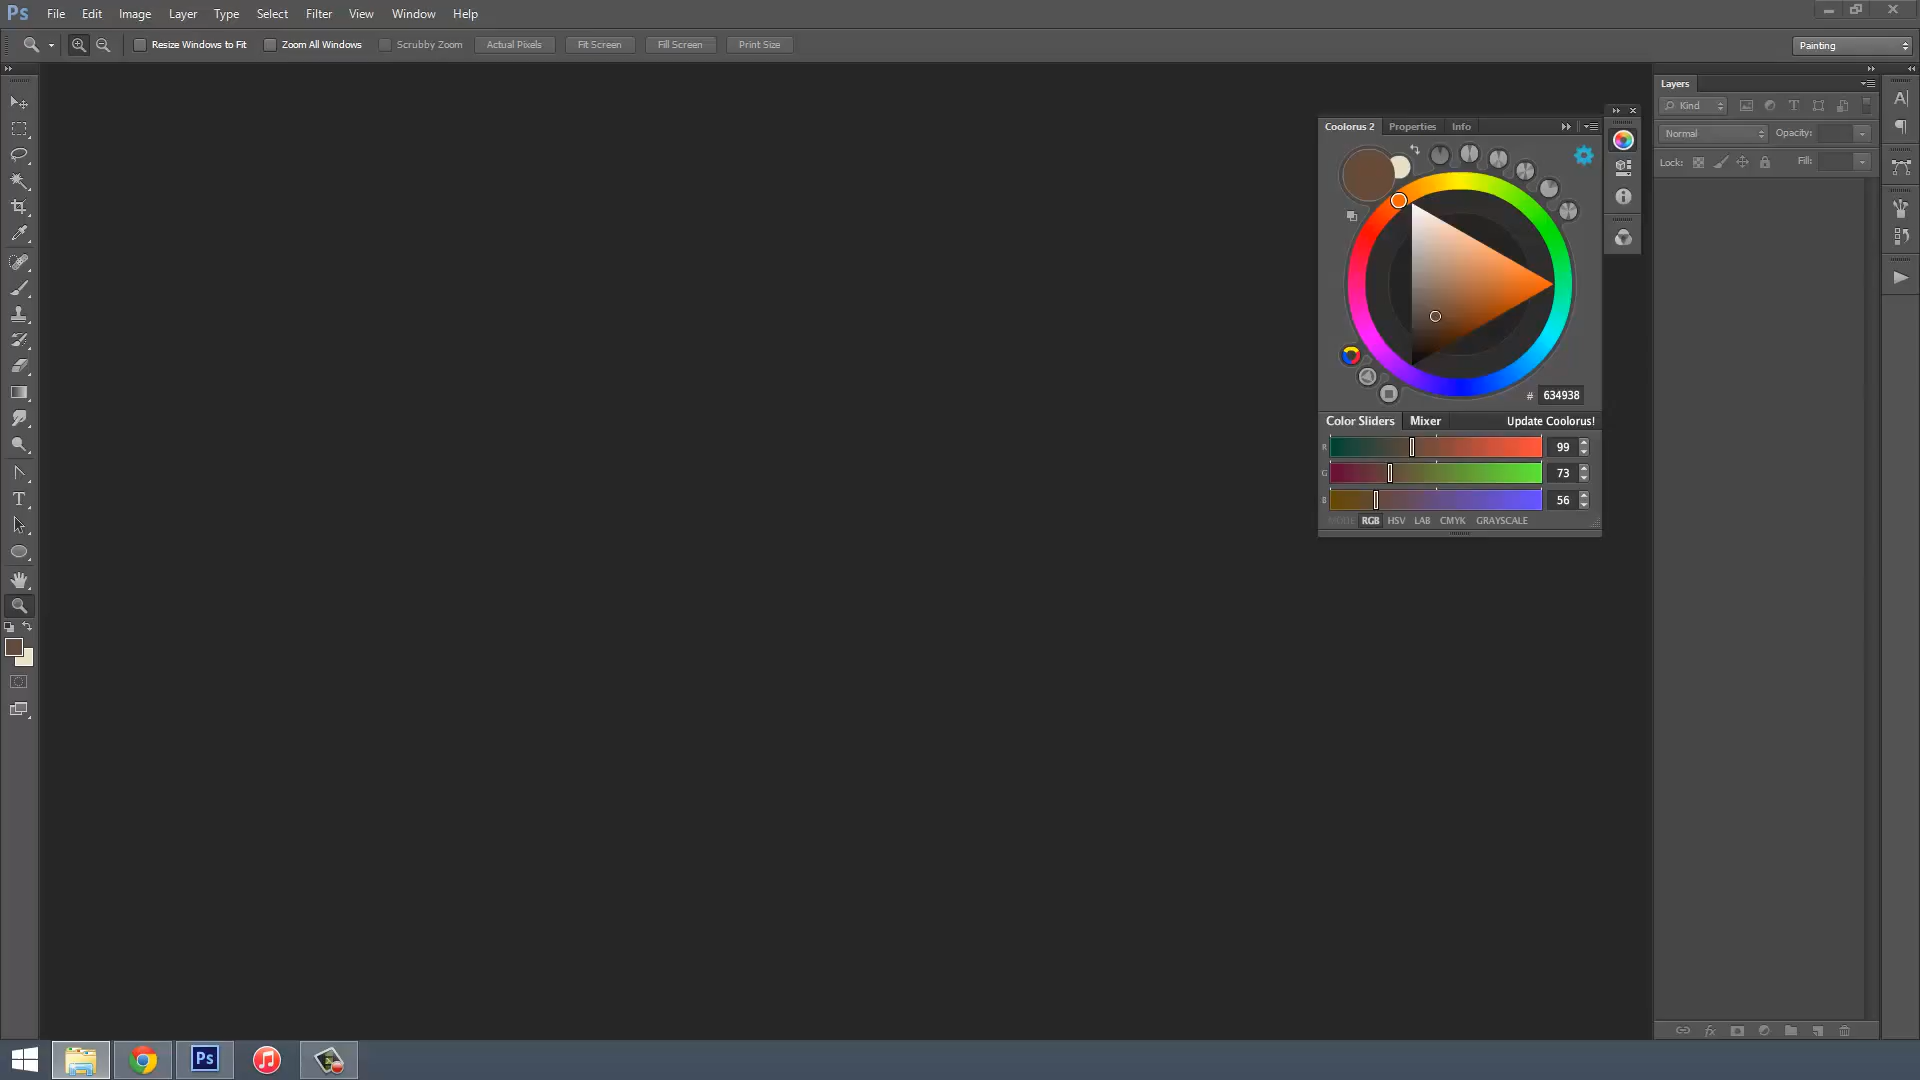 Ps File Edit Image Layer Type Select Filter View Window Help
Resize Windows to Fit Zoom All Windows Scrubby Zoom Actual Pixels Fit Screen Fill Screen Print Size Painting
Layers
Kind
Normal Opacity:
Lock: Fill:
Coolorus 2 Properties Info
# 634938
Color Sliders Mixer Update Coolorus!
R 99
G 73
B 56
MODE RGB HSV LAB CMYK GRAYSCALE
Ps